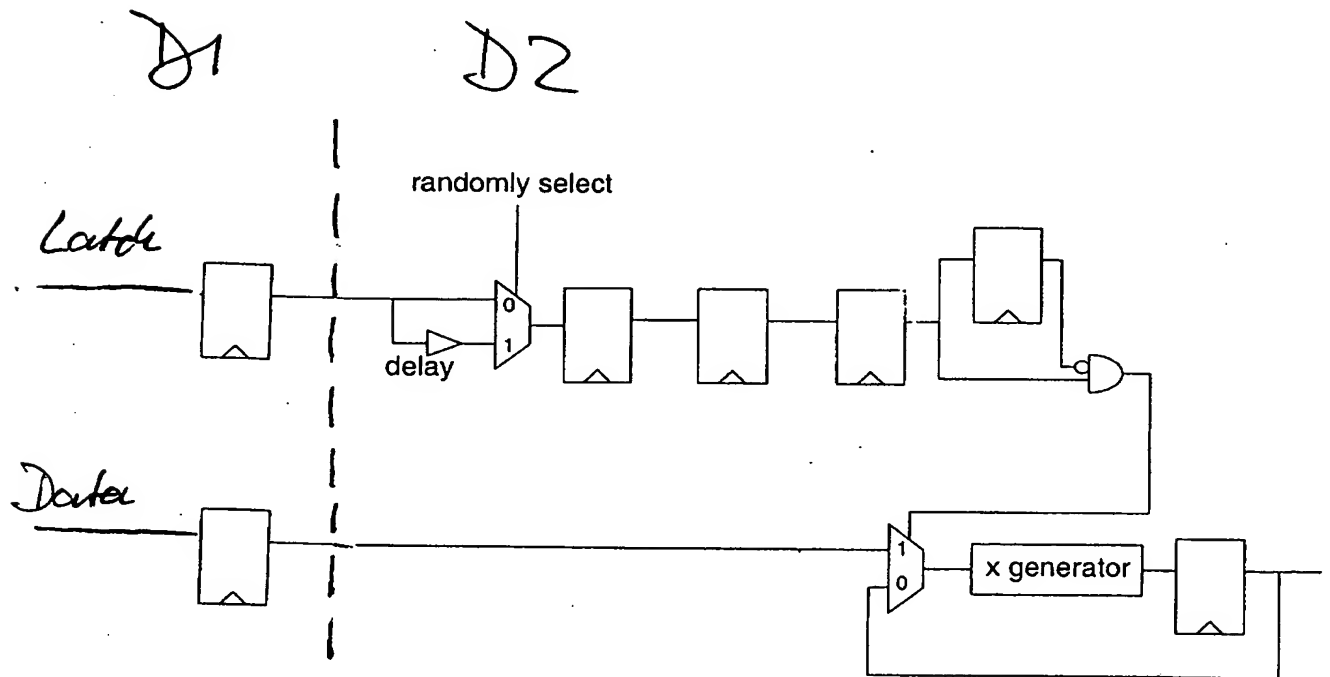 D1 D2
randomly select
Latch
0
1
delay
Data
1
0
x generator